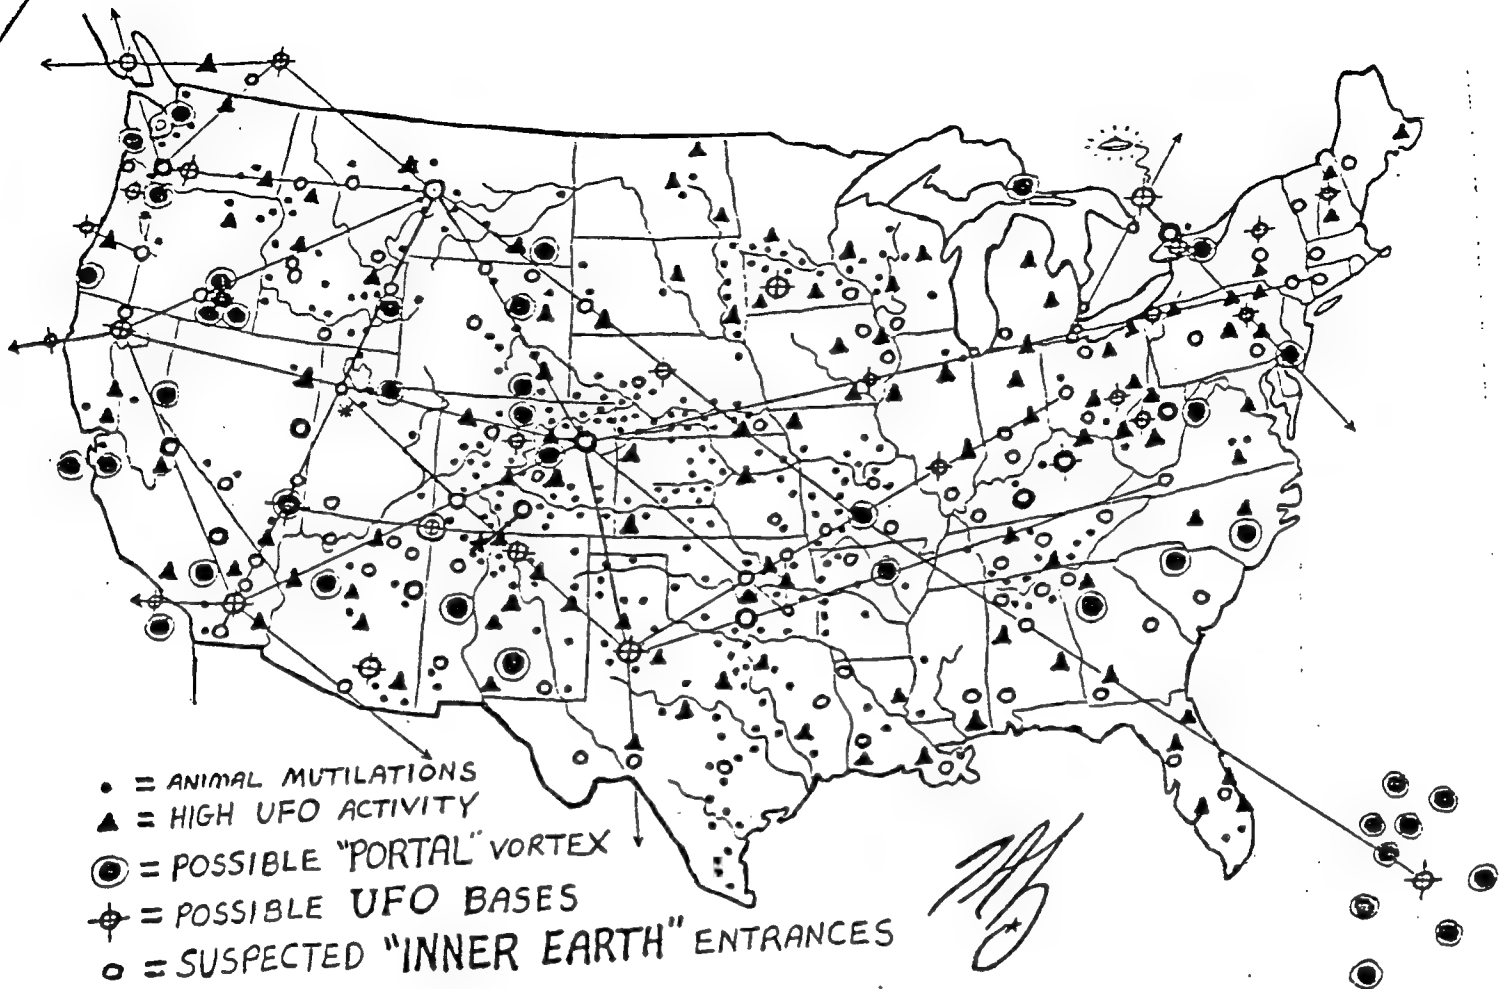 • = ANIMAL MUTILATIONS
▲ = HIGH UFO ACTIVITY
= POSSIBLE "PORTAL" VORTEX
= POSSIBLE UFO BASES
= SUSPECTED "INNER EARTH" ENTRANCES